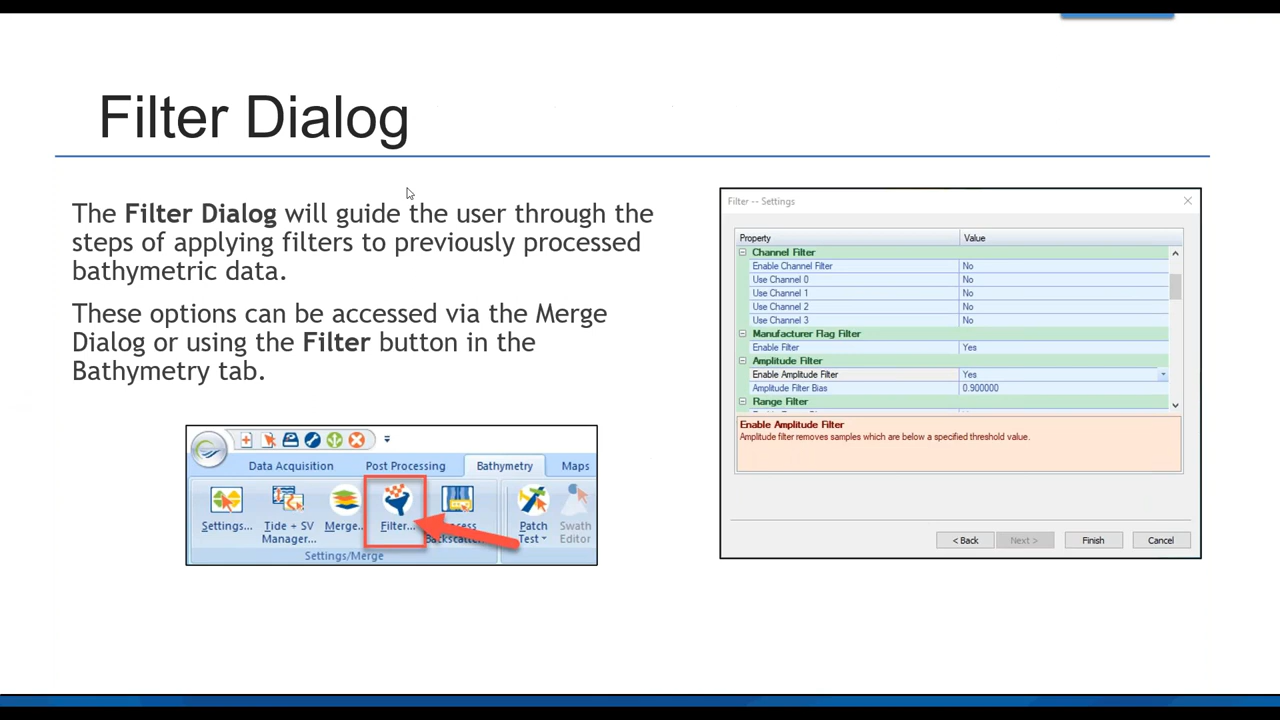 Filter Dialog
The Filter Dialog will guide the user through the
steps of applying filters to previously processed
bathymetric data.
These options can be accessed via the Merge
Dialog or using the Filter button in the
Bathymetry tab.
Data Acquisition Post Processing Bathymetry Maps
Settings... Tide + SV Manager... Merge... Filter... Backscatter... Patch Test Swath Editor
Settings/Merge
Filter -- Settings
Property Value
Channel Filter
Enable Channel Filter No
Use Channel 0 No
Use Channel 1 No
Use Channel 2 No
Use Channel 3 No
Manufacturer Flag Filter
Enable Filter Yes
Amplitude Filter
Enable Amplitude Filter Yes
Amplitude Filter Bias 0.900000
Range Filter
Enable Amplitude Filter
Amplitude filter removes samples which are below a specified threshold value.
< Back Next > Finish Cancel